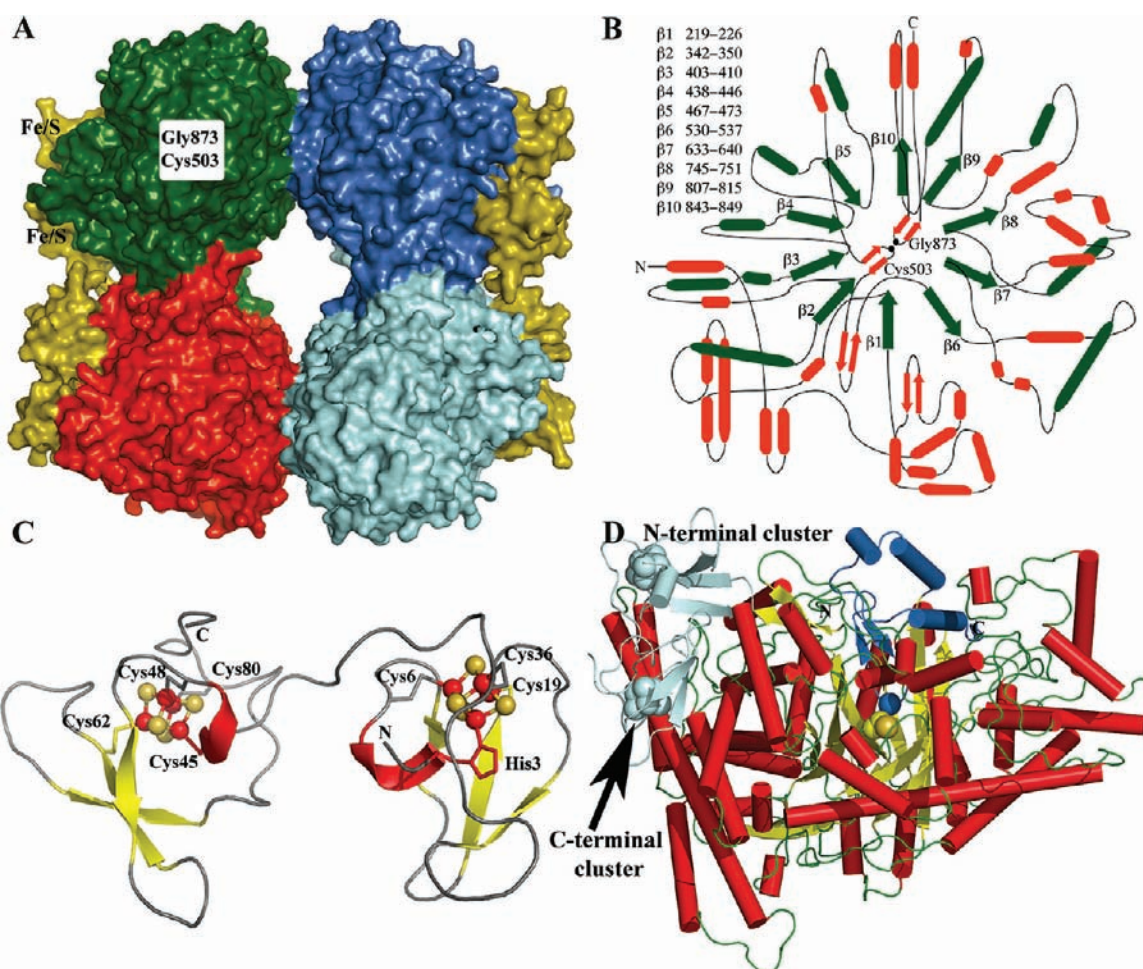 A
Fe/S
Gly873
Cys503
Fe/S
B
β1 219–226
β2 342–350
β3 403–410
β4 438–446
β5 467–473
β6 530–537
β7 633–640
β8 745–751
β9 807–815
β10 843–849
C
β10
β9
β5
β8
β4
Gly873
β3
Cys503
N
β7
β2
β1
β6
C
C
Cys48
Cys80
Cys62
Cys45
Cys36
Cys6
Cys19
N
His3
D
N-terminal cluster
N
C
C-terminal
cluster